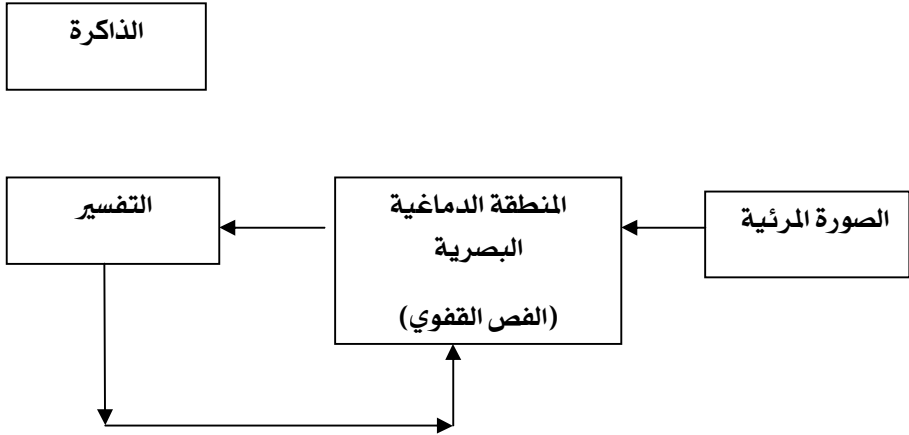 الذاكرة
الصورة المرئية
المنطقة الدماغية
البصرية
(الفص القفوي)
التفسير